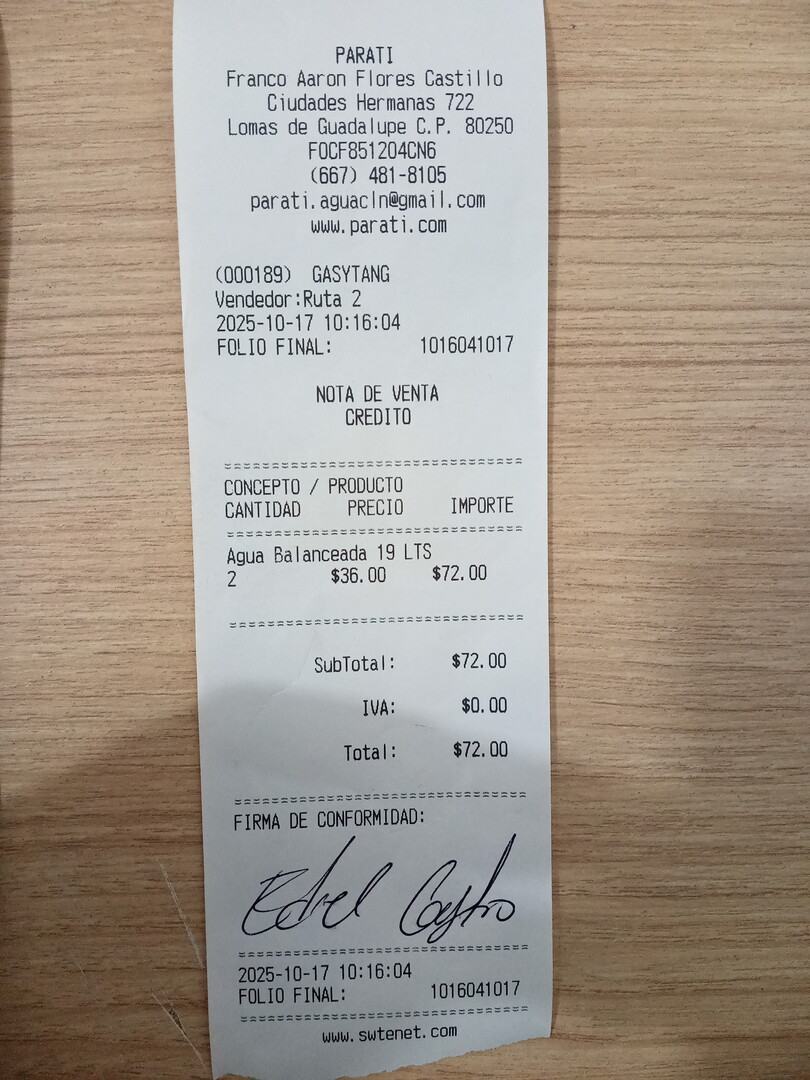 PARATI
Franco Aaron Flores Castillo
Ciudades Hermanas 722
Lomas de Guadalupe C.P. 80250
FOCF851204CN6
(667) 481-8105
parati.aguacln@gmail.com
www.parati.com
(000189) GASYTANG
Vendedor:Ruta 2
2025-10-17 10:16:04
FOLIO FINAL: 1016041017
NOTA DE VENTA
CREDITO
================================
CONCEPTO / PRODUCTO
CANTIDAD PRECIO IMPORTE
================================
Agua Balanceada 19 LTS
2 $36.00 $72.00
================================
SubTotal: $72.00
IVA: $0.00
Total: $72.00
================================
FIRMA DE CONFORMIDAD:
Castro
================================
2025-10-17 10:16:04
FOLIO FINAL: 1016041017
================================
www.swtenet.com